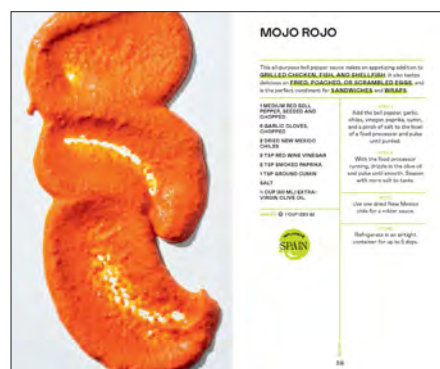 MOJO ROJO
This all-purpose bell pepper sauce makes an appetizing addition to
GRILLED CHICKEN, FISH, AND SHELLFISH. It also tastes
delicious on FRIED, POACHED, OR SCRAMBLED EGGS, and
is the perfect condiment for SANDWICHES and WRAPS.
1 MEDIUM RED BELL
PEPPER, SEEDED AND
CHOPPED
GARLIC CLOVES,
CHOPPED
2 DRIED NEW MEXICO
CHILES
TSP RED WINE VINEGAR
TSP SMOKED PAPRIKA
1 TSP GROUND CUMIN
SALT
CUP (60 ML) EXTRA-
VIRGIN OLIVE OIL
1 CUP
SPAIN
Add the bell pepper, garlic,
chiles, vinegar, paprika, cumin,
and a pinch of salt to the bowl
of a food processor and pulse
until combined.
With the food processor
running, drizzle in the olive oil
and pulse until smooth. Season
with more salt to taste.
Use one dried New Mexico
chile for a milder sauce.
Refrigerate in an airtight
container for up to 5 days.